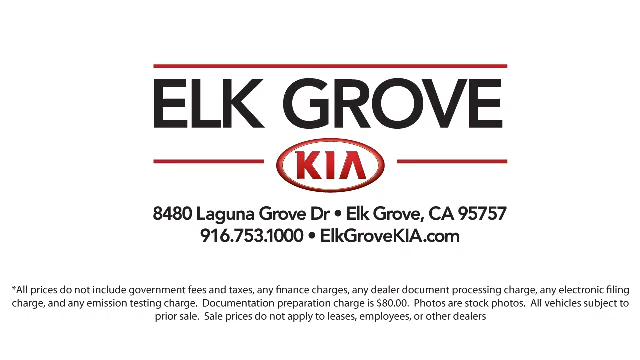 ELK GROVE
KIA
8480 Laguna Grove Dr • Elk Grove, CA 95757
916.753.1000 • ElkGroveKIA.com
*All prices do not include government fees and taxes, any finance charges, any dealer document processing charge, any electronic filing
charge, and any emission testing charge.  Documentation preparation charge is $80.00.  Photos are stock photos.  All vehicles subject to
prior sale.  Sale prices do not apply to leases, employees, or other dealers